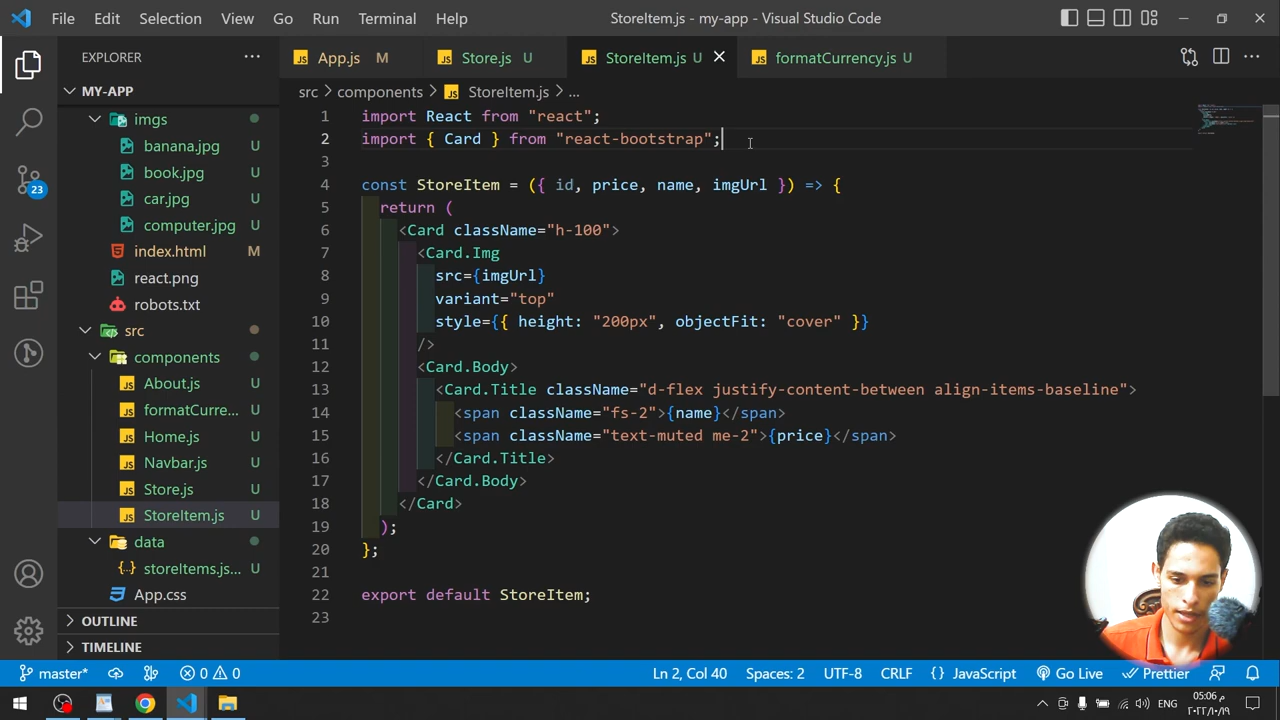 File Edit Selection View Go Run Terminal Help StoreItem.js - my-app - Visual Studio Code
EXPLORER
App.js M Store.js U StoreItem.js U formatCurrency.js U
MY-APP
src components StoreItem.js ...
imgs
banana.jpg U
book.jpg U
car.jpg U
computer.jpg U
index.html M
react.png
robots.txt
src
components
About.js U
formatCurre... U
Home.js U
Navbar.js U
Store.js U
StoreItem.js U
data
storeItems.js... U
App.css
OUTLINE
TIMELINE
23
1 import React from "react";
2 import { Card } from "react-bootstrap";
3
4 const StoreItem = ({ id, price, name, imgUrl }) => {
5 return (
6 <Card className="h-100">
7 <Card.Img
8 src={imgUrl}
9 variant="top"
10 style={{ height: "200px", objectFit: "cover" }}
11 />
12 <Card.Body>
13 <Card.Title className="d-flex justify-content-between align-items-baseline">
14 <span className="fs-2">{name}</span>
15 <span className="text-muted me-2">{price}</span>
16 </Card.Title>
17 </Card.Body>
18 </Card>
19 );
20 };
21
22 export default StoreItem;
23
master* 0 0 Ln 2, Col 40 Spaces: 2 UTF-8 CRLF {} JavaScript Go Live Prettier
ENG 05:06 م
٢٠٢٢/١٠/١٩